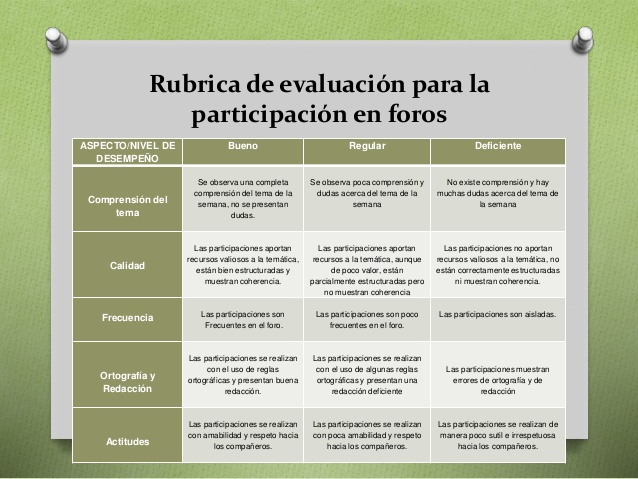 Rubrica de evaluación para la
participación en foros
ASPECTO/NIVEL DE
DESEMPEÑO
Bueno
Regular
Deficiente
Comprensión del
tema
Se observa una completa
comprensión del tema de la
semana, no se presentan
dudas.
Se observa poca comprensión y
dudas acerca del tema de la
semana
No existe comprensión y hay
muchas dudas acerca del tema de
la semana
Calidad
Las participaciones aportan
recursos valiosos a la temática,
están bien estructuradas y
muestran coherencia.
Las participaciones aportan
recursos a la temática, aunque
de poco valor, están
parcialmente estructuradas pero
no muestran coherencia
Las participaciones no aportan
recursos valiosos a la temática, no
están correctamente estructuradas
ni muestran coherencia.
Frecuencia
Las participaciones son
Frecuentes en el foro.
Las participaciones son poco
frecuentes en el foro.
Las participaciones son aisladas.
Ortografía y
Redacción
Las participaciones se realizan
con el uso de reglas
ortográficas y presentan buena
redacción.
Las participaciones se realizan
con el uso de algunas reglas
ortográficas y presentan una
redacción deficiente
Las participaciones muestran
errores de ortografía y de
redacción
Actitudes
Las participaciones se realizan
con amabilidad y respeto hacia
los compañeros.
Las participaciones se realizan
con poca amabilidad y respeto
hacia los compañeros.
Las participaciones se realizan de
manera poco sutil e irrespetuosa
hacia los compañeros.